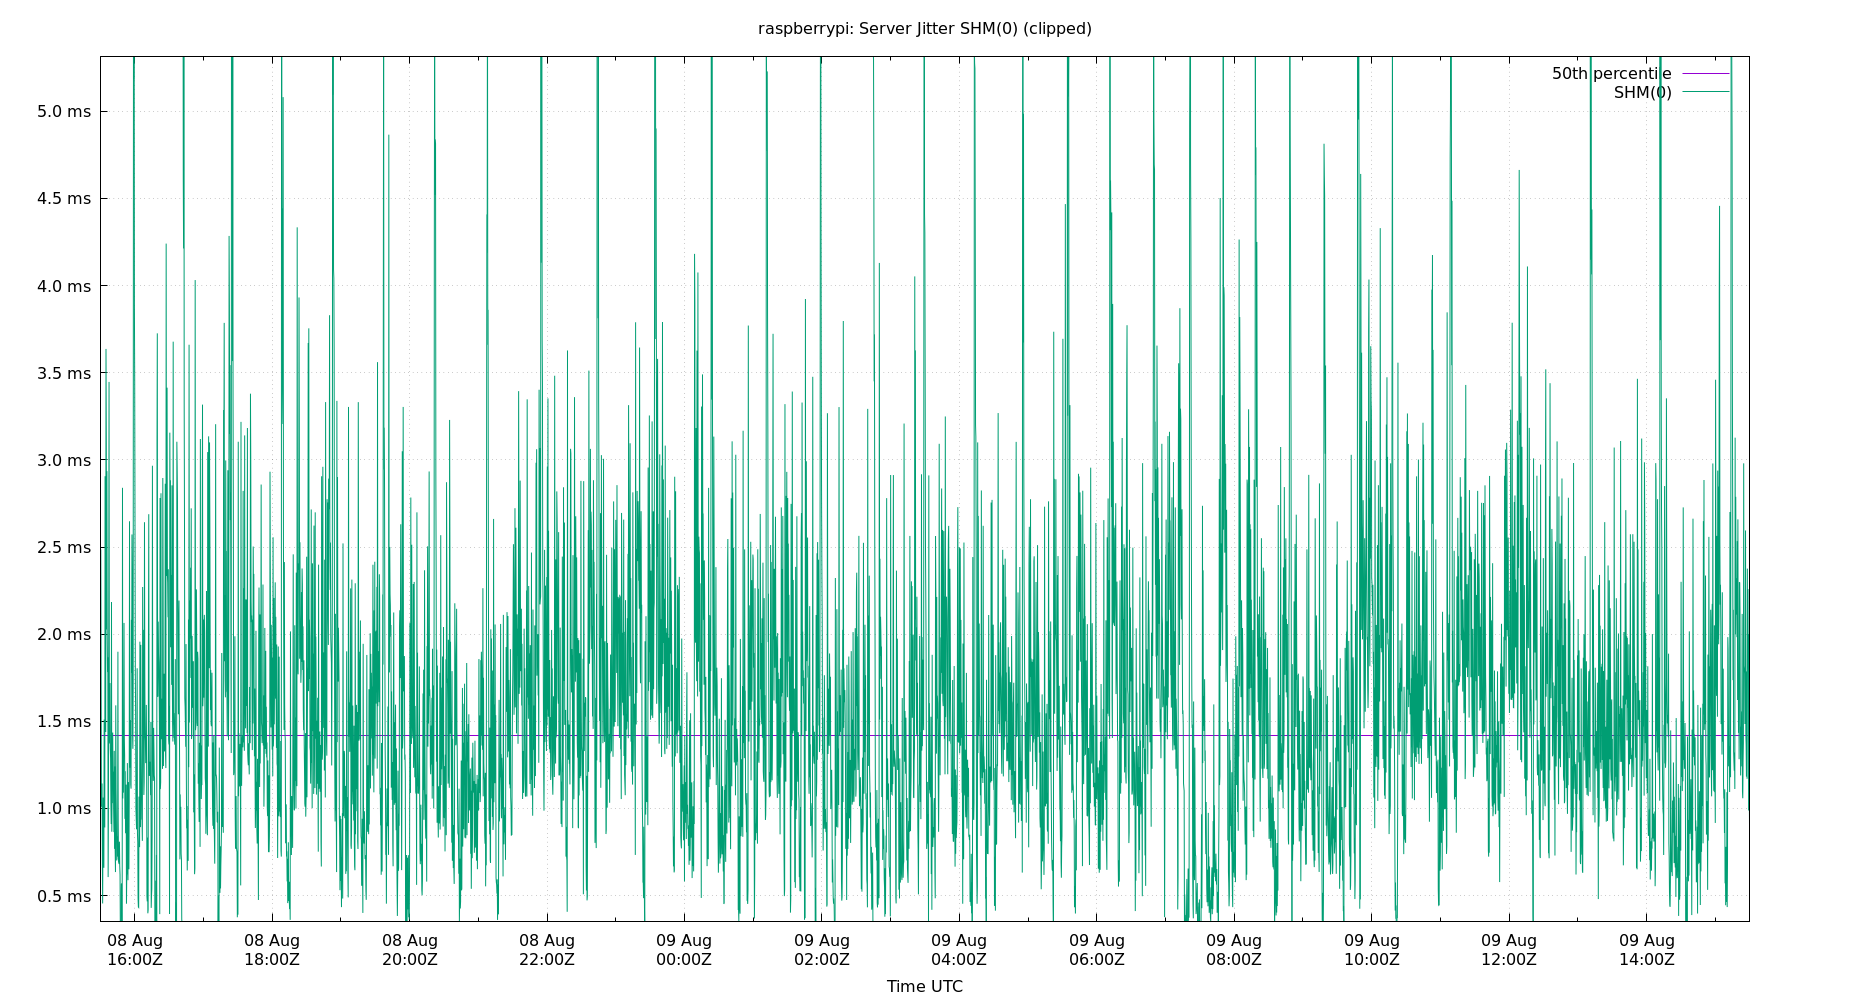 raspberrypi: Server Jitter SHM(0) (clipped)
50th percentile
SHM(0)
5.0 ms
4.5 ms
4.0 ms
3.5 ms
3.0 ms
2.5 ms
2.0 ms
1.5 ms
1.0 ms
0.5 ms
08 Aug 08 Aug 08 Aug 08 Aug 09 Aug 09 Aug 09 Aug 09 Aug 09 Aug 09 Aug 09 Aug 09 Aug
16:00Z 18:00Z 20:00Z 22:00Z 00:00Z 02:00Z 04:00Z 06:00Z 08:00Z 10:00Z 12:00Z 14:00Z
Time UTC